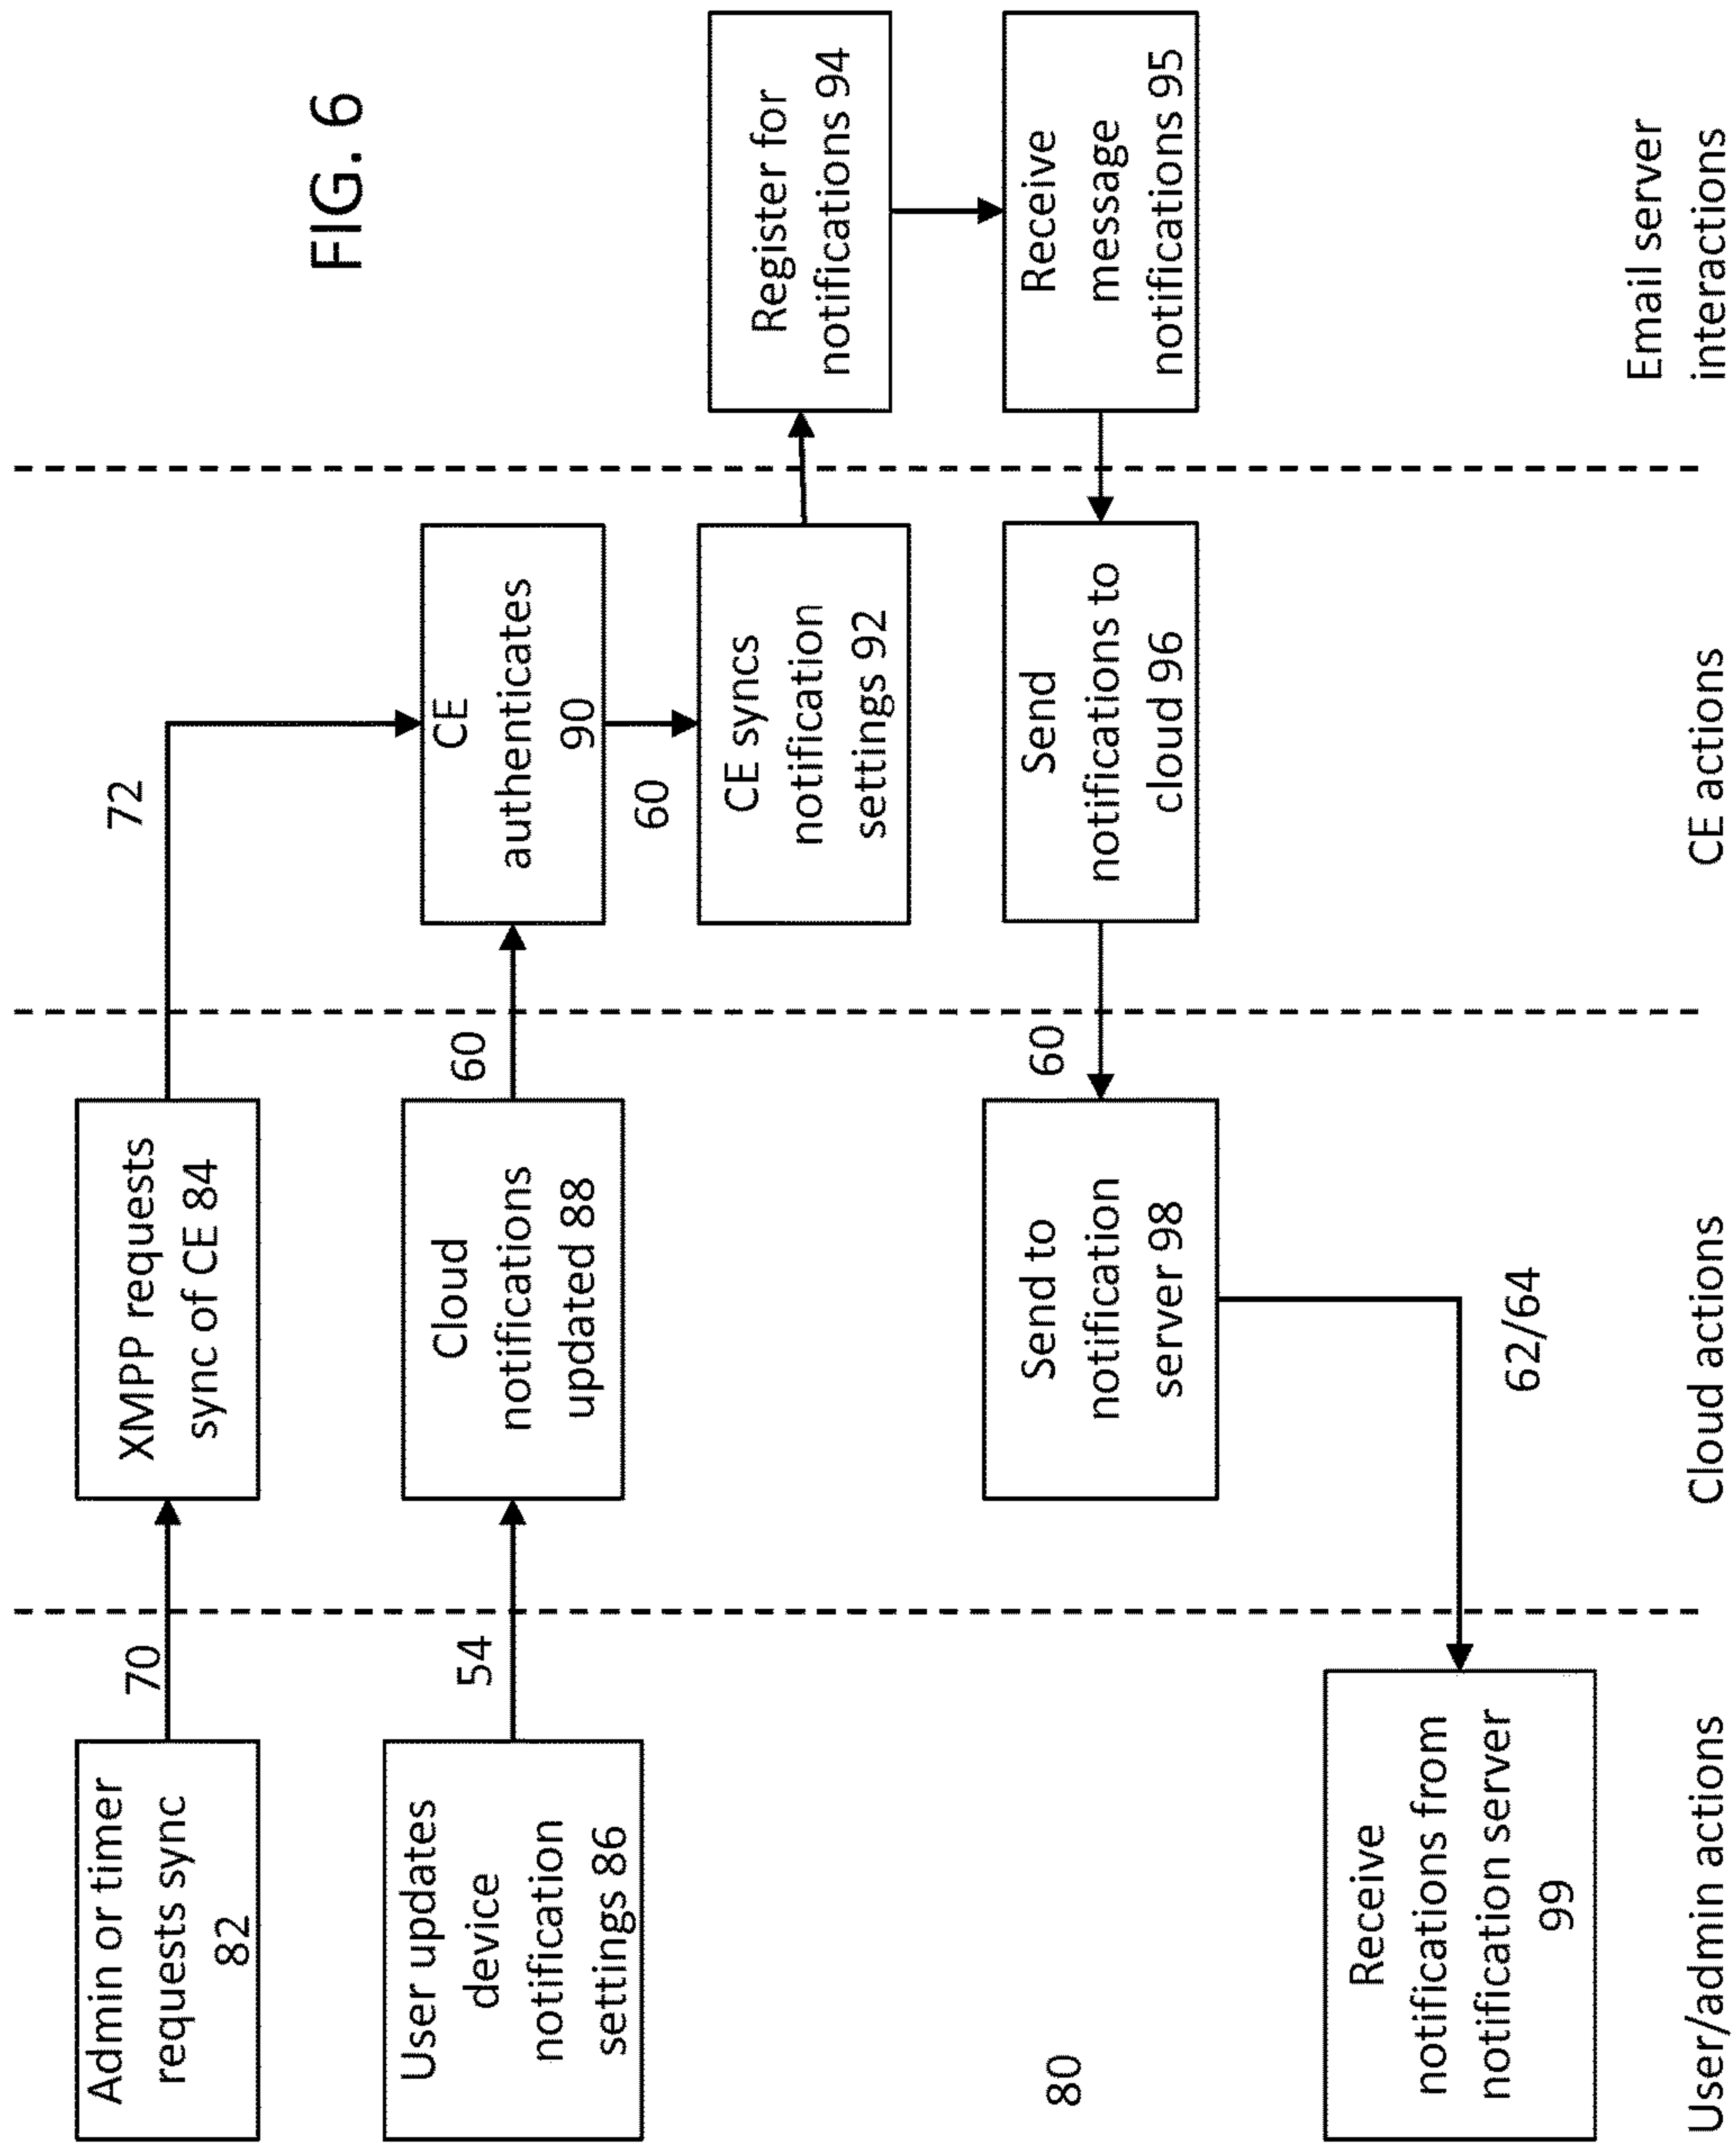 FIG. 6
Admin or timer
requests sync
82
70
XMPP requests
sync of CE 84
72
User updates
device
notification
settings 86
54
Cloud
notifications
updated 88
60
CE
authenticates
90
60
CE syncs
notification
settings 92
Register for
notifications 94
Receive
message
notifications 95
Send
notifications to
cloud 96
60
Send to
notification
server 98
62/64
80
Receive
notifications from
notification server
99
User/admin actions
Cloud actions
CE actions
Email server
interactions